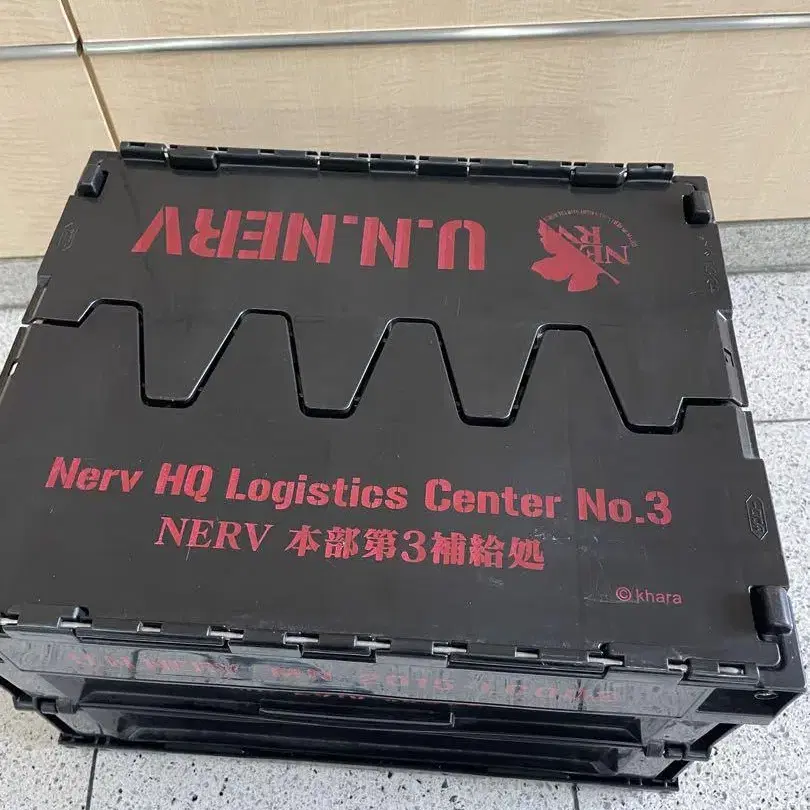 U.N.NERV
NERV
Nerv HQ Logistics Center No.3
NERV 本部第3補給処
©khara